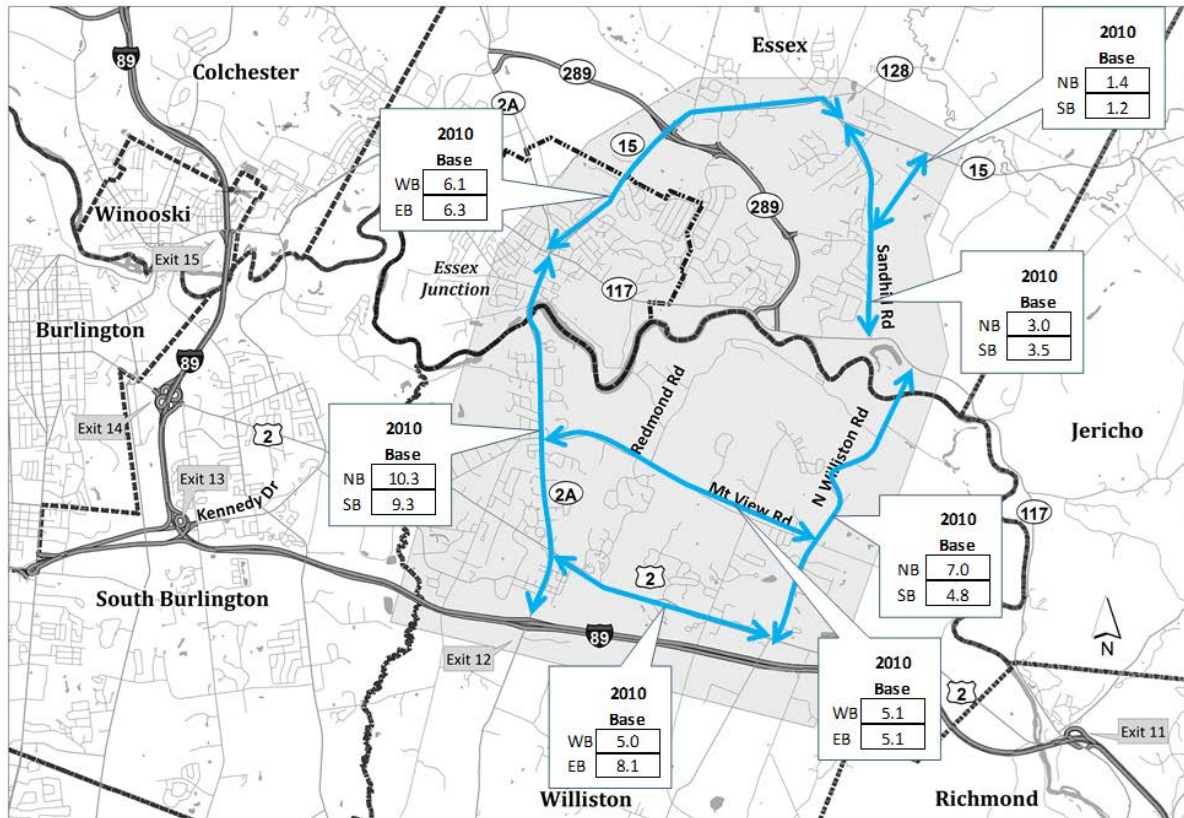 Essex
128
289
89
Colchester
2A
2010
Base
NB 1.4
SB 1.2
2010
Base
WB 6.1
EB 6.3
15
15
289
Winooski
Exit 15
Essex
Junction
117
Sandhill Rd
2010
Base
NB 3.0
SB 3.5
Burlington
89
Exit 14
2
Exit 13
Kennedy Dr
2010
Base
NB 10.3
SB 9.3
Redmond Rd
N Williston Rd
Mt View Rd
2A
Jericho
117
2010
Base
NB 7.0
SB 4.8
South Burlington
2
89
Exit 12
N
2010
Base
WB 5.0
EB 8.1
2010
Base
WB 5.1
EB 5.1
2
Exit 11
Williston
Richmond